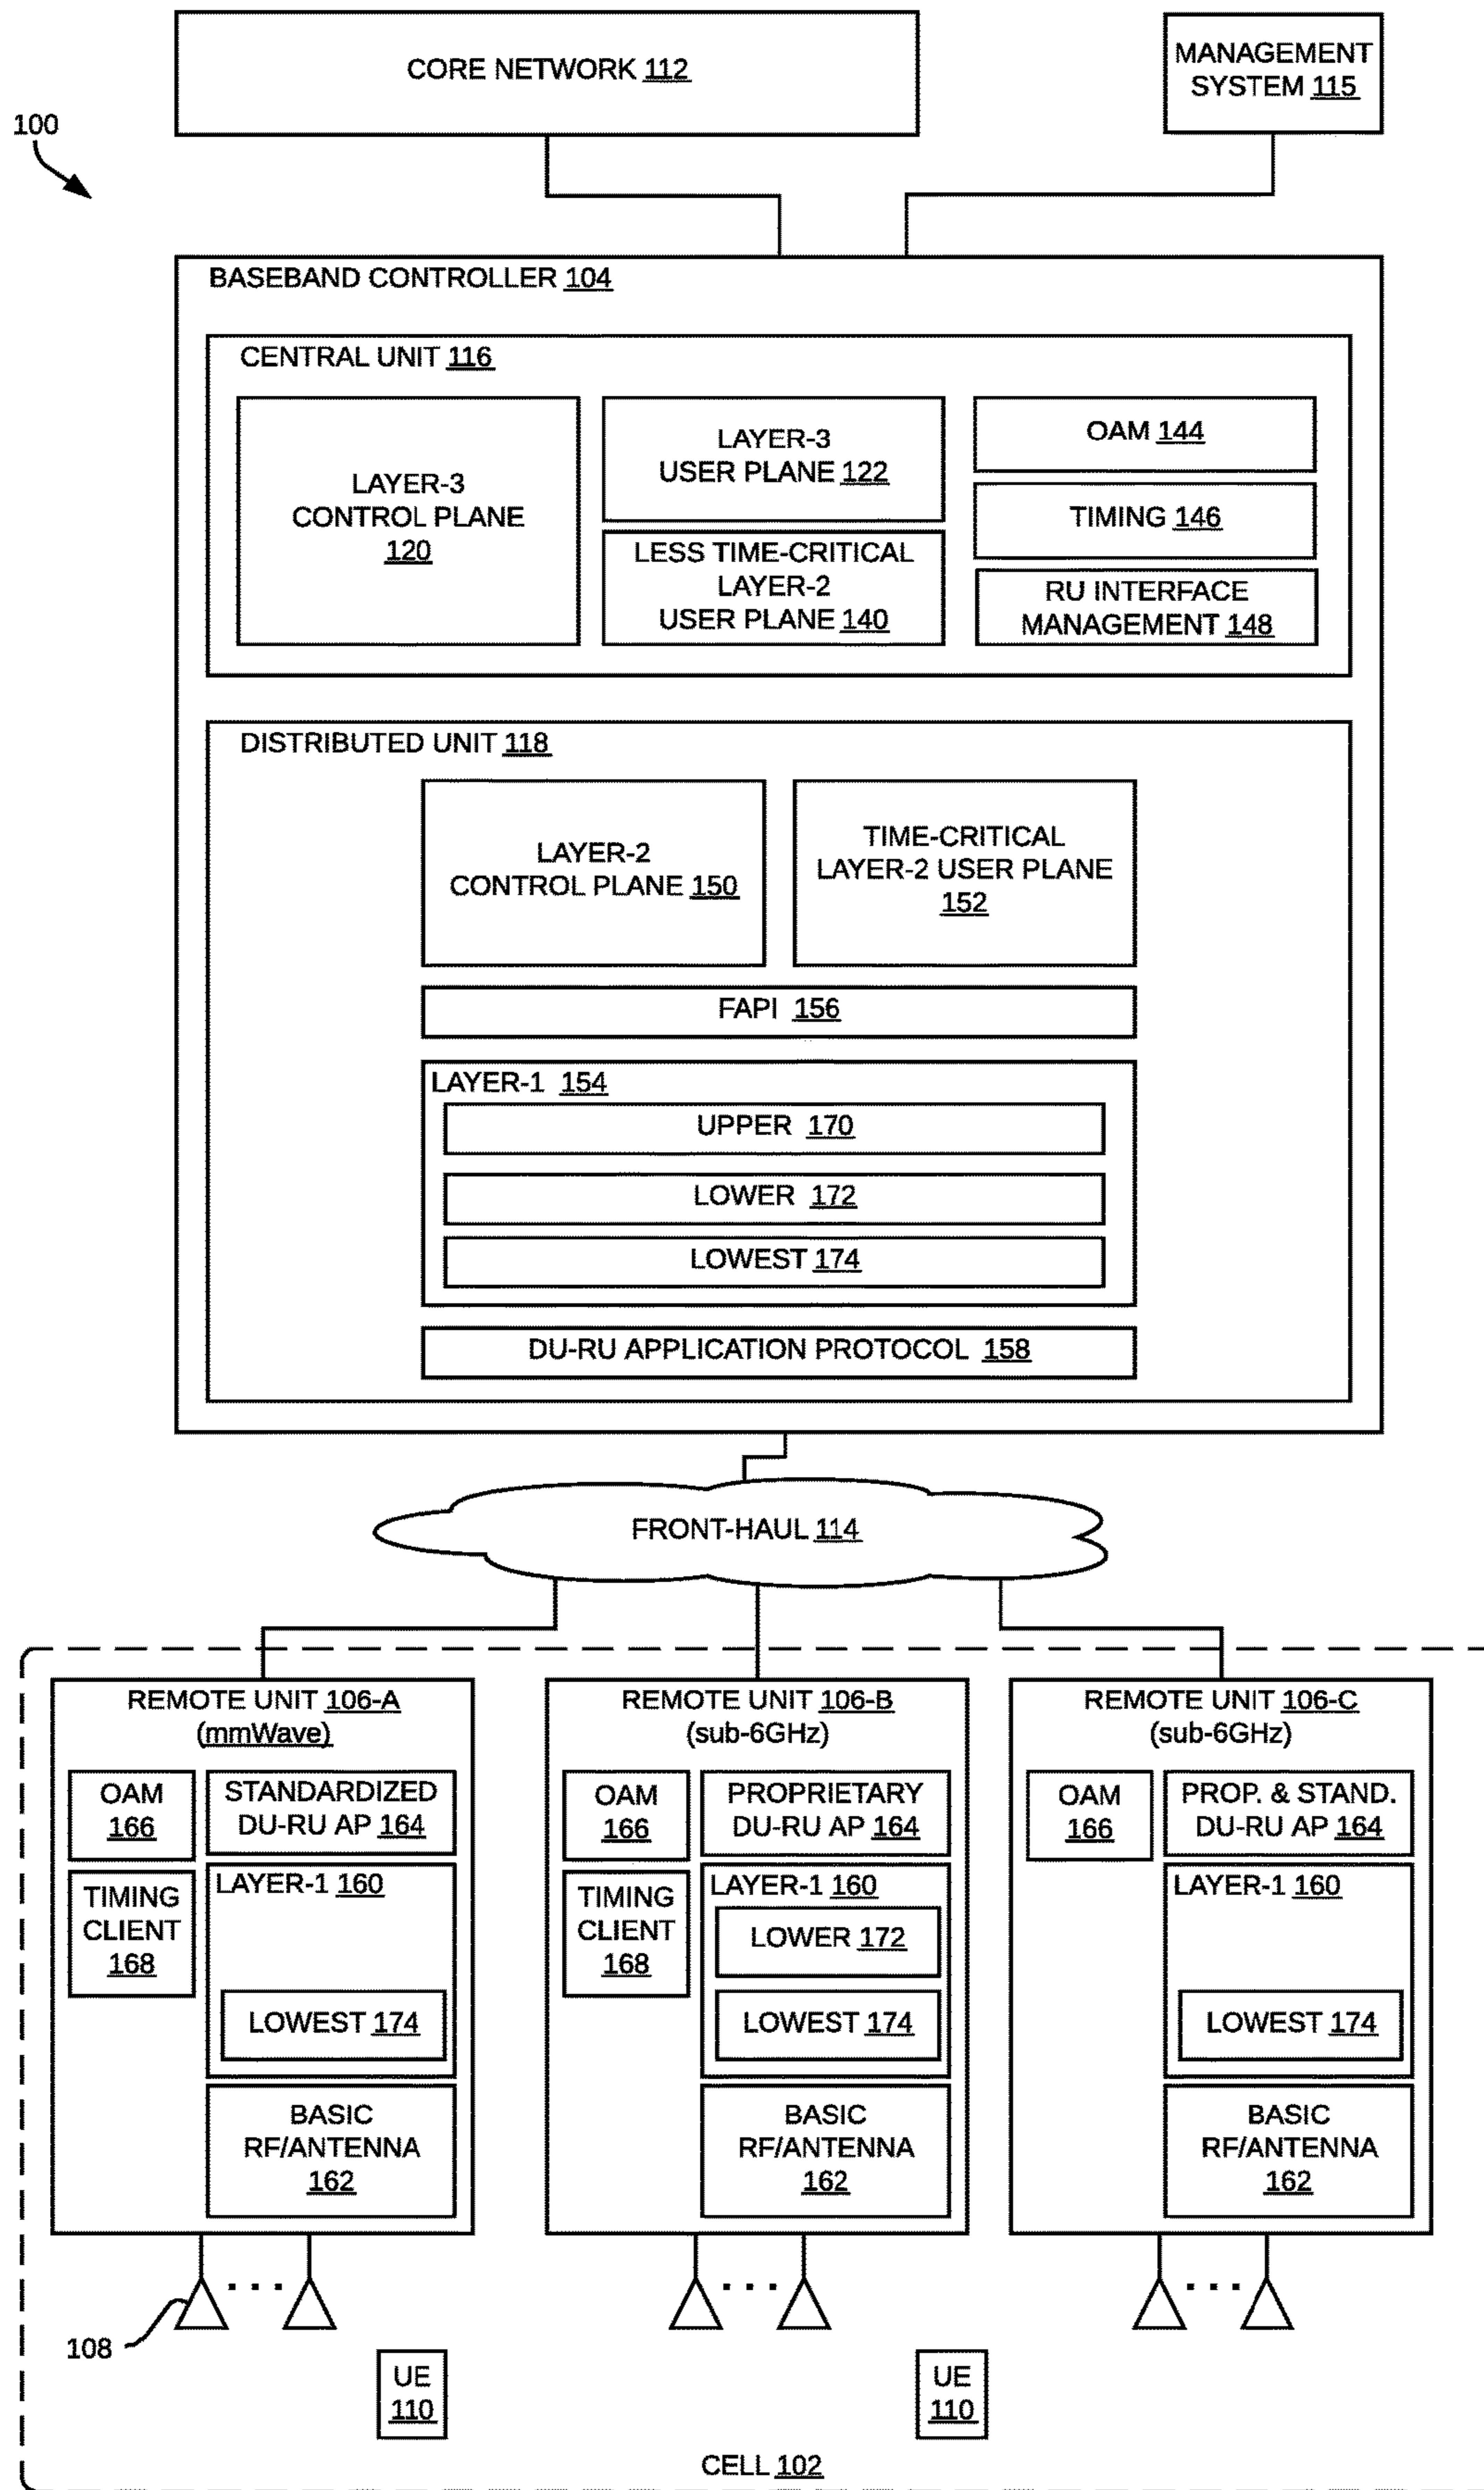 CORE NETWORK 112
MANAGEMENT
SYSTEM 115
100
BASEBAND CONTROLLER 104
CENTRAL UNIT 116
LAYER-3
CONTROL PLANE
120
LAYER-3
USER PLANE 122
LESS TIME-CRITICAL
LAYER-2
USER PLANE 140
OAM 144
TIMING 146
RU INTERFACE
MANAGEMENT 148
DISTRIBUTED UNIT 118
LAYER-2
CONTROL PLANE 150
TIME-CRITICAL
LAYER-2 USER PLANE
152
FAPI 156
LAYER-1 154
UPPER 170
LOWER 172
LOWEST 174
DU-RU APPLICATION PROTOCOL 158
FRONT-HAUL 114
REMOTE UNIT 106-A
(mmWave)
OAM
166
STANDARDIZED
DU-RU AP 164
TIMING
CLIENT
168
LAYER-1 160
LOWEST 174
BASIC
RF/ANTENNA
162
REMOTE UNIT 106-B
(sub-6GHz)
OAM
166
PROPRIETARY
DU-RU AP 164
TIMING
CLIENT
168
LAYER-1 160
LOWER 172
LOWEST 174
BASIC
RF/ANTENNA
162
REMOTE UNIT 106-C
(sub-6GHz)
OAM
166
PROP. & STAND.
DU-RU AP 164
LAYER-1 160
LOWEST 174
BASIC
RF/ANTENNA
162
108
UE
110
UE
110
CELL 102